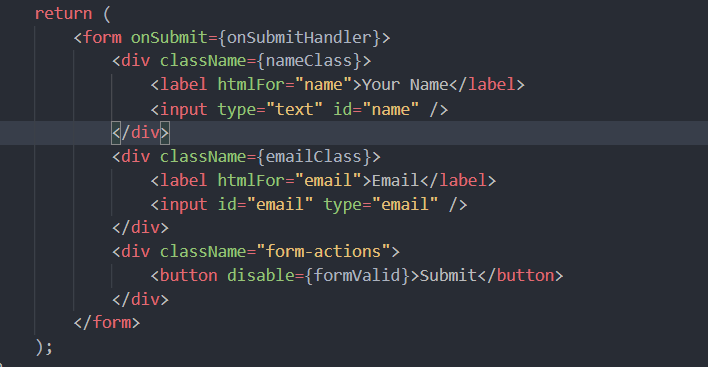 return (
<form onSubmit={onSubmitHandler}>
<div className={nameClass}>
<label htmlFor="name">Your Name</label>
<input type="text" id="name" />
</div>
<div className={emailClass}>
<label htmlFor="email">Email</label>
<input id="email" type="email" />
</div>
<div className="form-actions">
<button disable={formValid}>Submit</button>
</div>
</form>
);